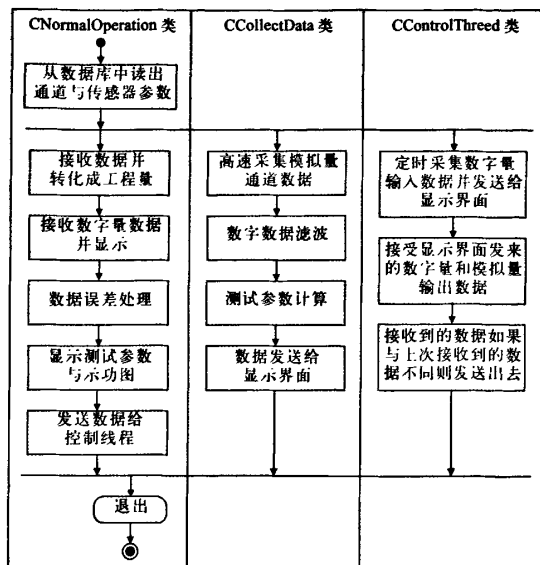 CNormalOperation 类
从数据库中读出
通道与传感器参数
接收数据并
转化成工程量
接收数字量数据
并显示
数据误差处理
显示测试参数
与示功图
发送数据给
控制线程
退出
CCollectData 类
高速采集模拟量
通道数据
数字数据滤波
测试参数计算
数据发送给
显示界面
CControlThreed 类
定时采集数字量
输入数据并发送给
显示界面
接受显示界面发来
的数字量和模拟量
输出数据
接收到的数据如果
与上次接收到的数
据不同则发送出去